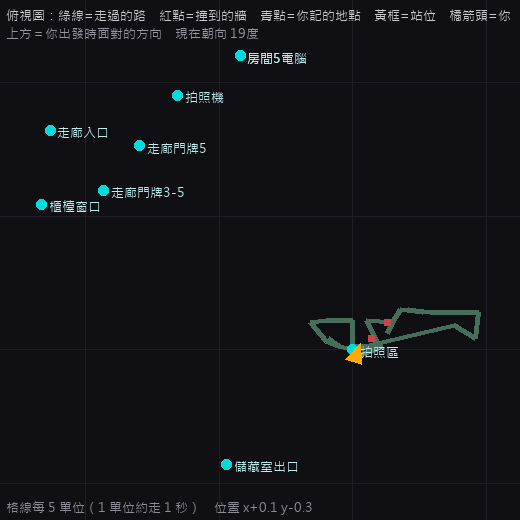 俯視圖：綠線=走過的路　紅點=撞到的牆　青點=你記的地點　黃框=站位　橘箭頭=你
上方＝你出發時面對的方向　現在朝向 19度
房間5電腦
拍照機
走廊入口
走廊門牌5
走廊門牌3-5
櫃檯窗口
拍照區
儲藏室出口
格線每 5 單位 ( 1 單位約走 1 秒 )　位置 x+0.1 y-0.3